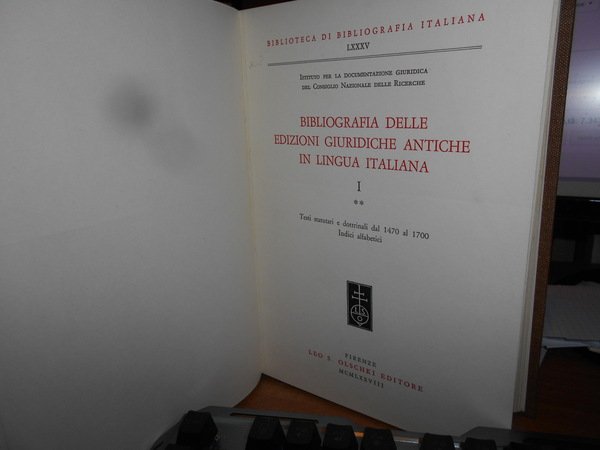 BIBLIOTECA DI BIBLIOGRAFIA ITALIANA
LXXXV
ISTITUTO PER LA DOCUMENTAZIONE GIURIDICA
DEL CONSIGLIO NAZIONALE DELLE RICERCHE
BIBLIOGRAFIA DELLE
EDIZIONI GIURIDICHE ANTICHE
IN LINGUA ITALIANA
I
**
Testi statutari e dottrinali dal 1470 al 1700
Indici alfabetici
FIRENZE
LEO S. OLSCHKI EDITORE
MCMLXXVIII